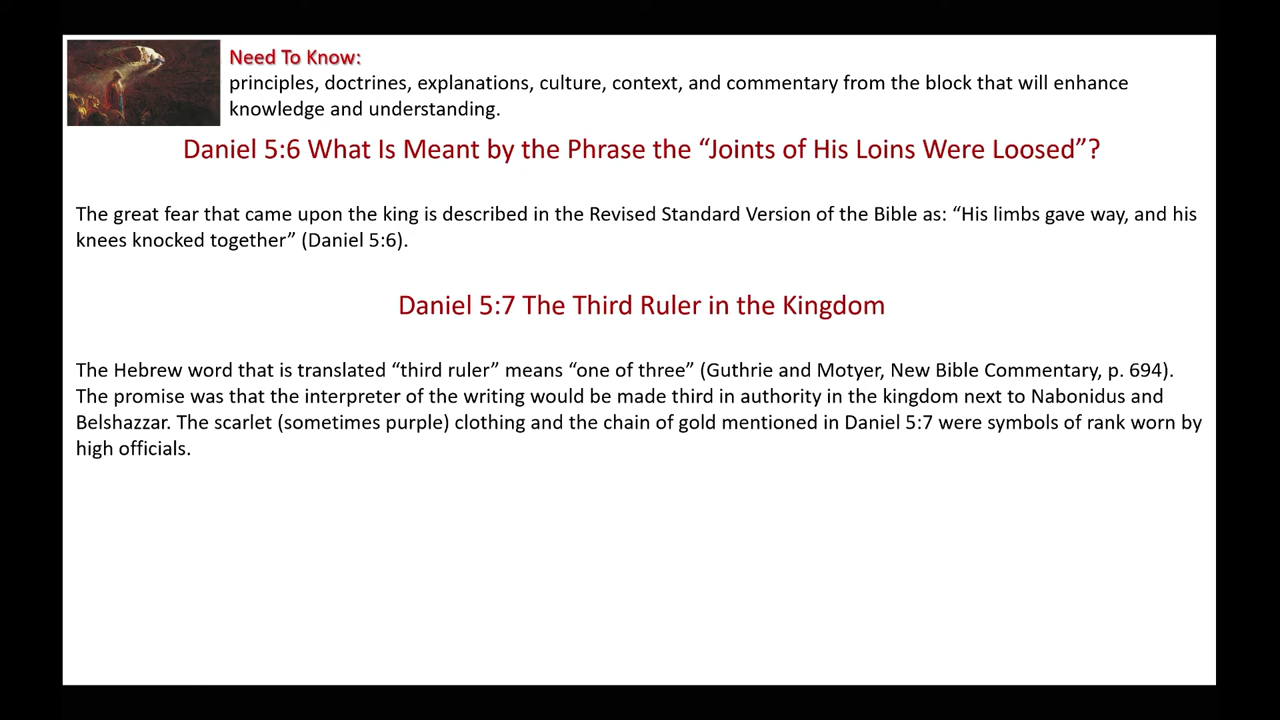 Need To Know:
principles, doctrines, explanations, culture, context, and commentary from the block that will enhance
knowledge and understanding.
Daniel 5:6 What Is Meant by the Phrase the “Joints of His Loins Were Loosed”?
The great fear that came upon the king is described in the Revised Standard Version of the Bible as: “His limbs gave way, and his
knees knocked together” (Daniel 5:6).
Daniel 5:7 The Third Ruler in the Kingdom
The Hebrew word that is translated “third ruler” means “one of three” (Guthrie and Motyer, New Bible Commentary, p. 694).
The promise was that the interpreter of the writing would be made third in authority in the kingdom next to Nabonidus and
Belshazzar. The scarlet (sometimes purple) clothing and the chain of gold mentioned in Daniel 5:7 were symbols of rank worn by
high officials.